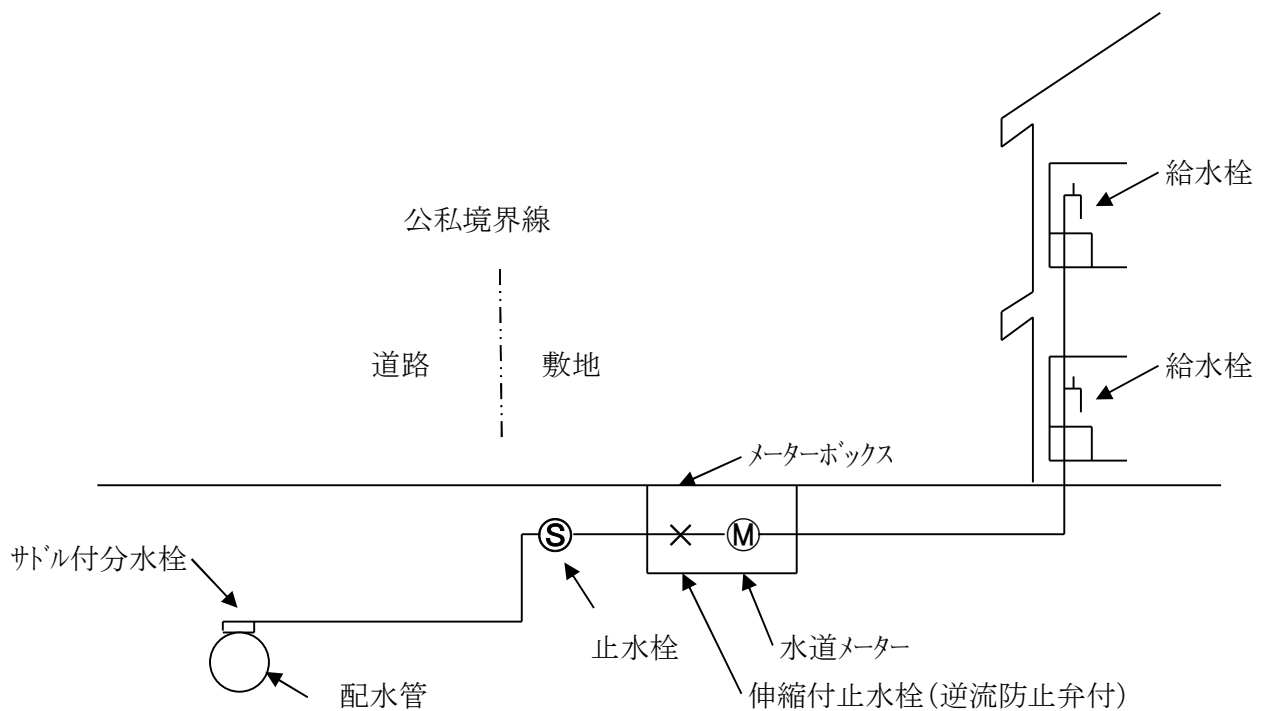 給水栓
公私境界線
道路
敷地
給水栓
メーターボックス
S
M
サドル付分水栓
止水栓
水道メーター
配水管
伸縮付止水栓(逆流防止弁付)